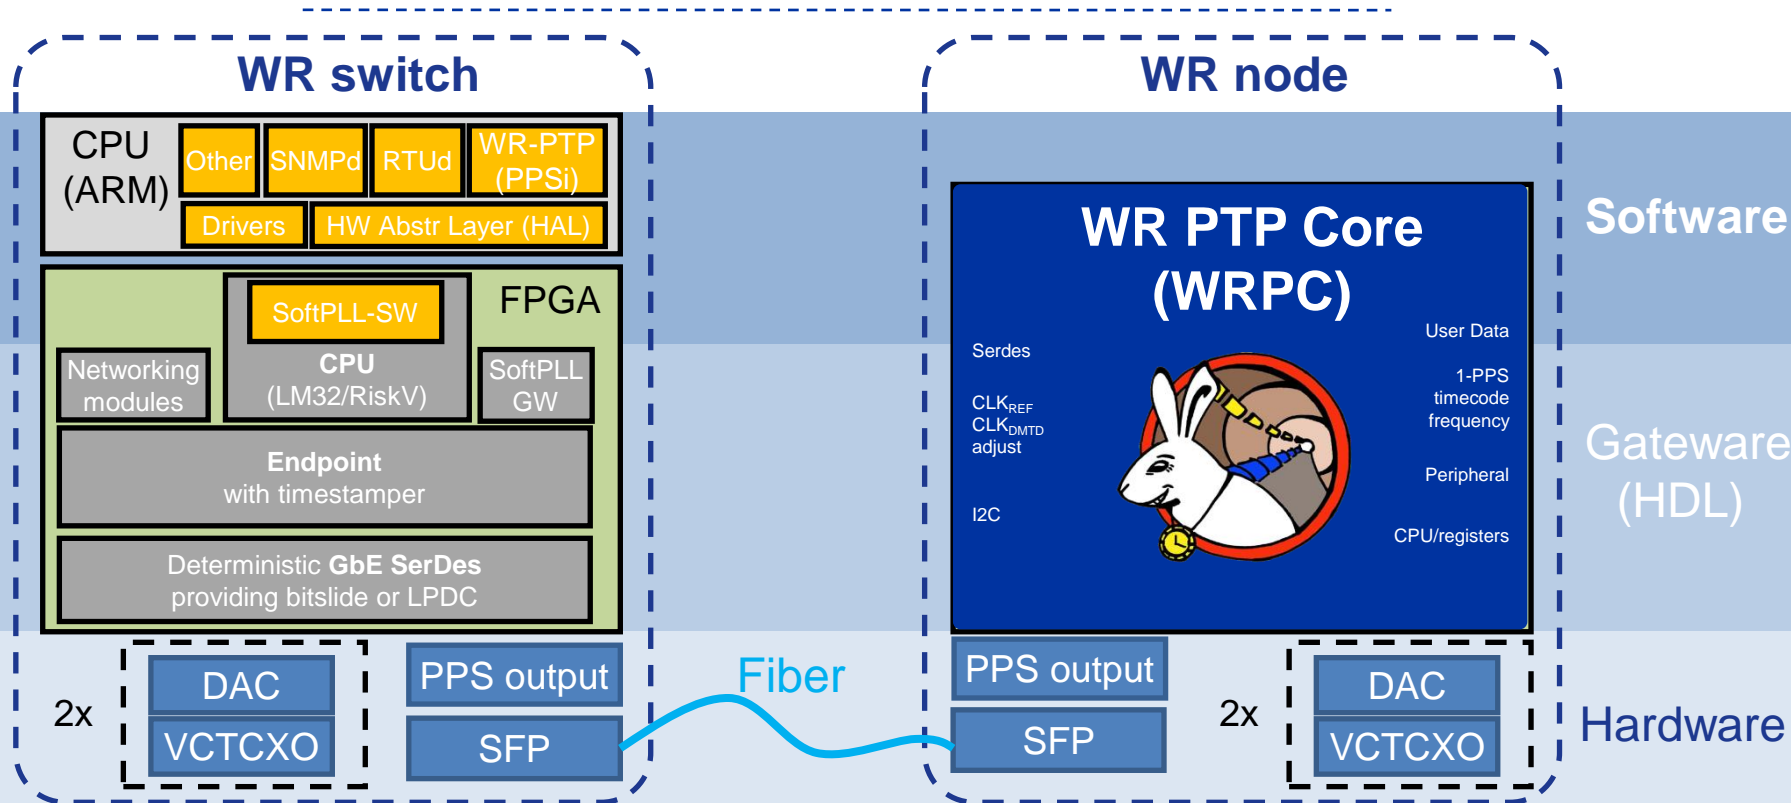 WR switch
CPU
(ARM)
Other
SNMPd
RTUd
WR-PTP
(PPSi)
Drivers
HW Abstr Layer (HAL)
FPGA
SoftPLL-SW
CPU
(LM32/RiskV)
Networking
modules
SoftPLL
GW
Endpoint
with timestamper
Deterministic GbE SerDes
providing bitslide or LPDC
2x
DAC
VCTCXO
PPS output
SFP
Fiber
WR node
WR PTP Core
(WRPC)
Serdes
CLKREF
CLKDMTD
adjust
I2C
User Data
1-PPS
timecode
frequency
Peripheral
CPU/registers
PPS output
SFP
2x
DAC
VCTCXO
Software
Gateware
(HDL)
Hardware